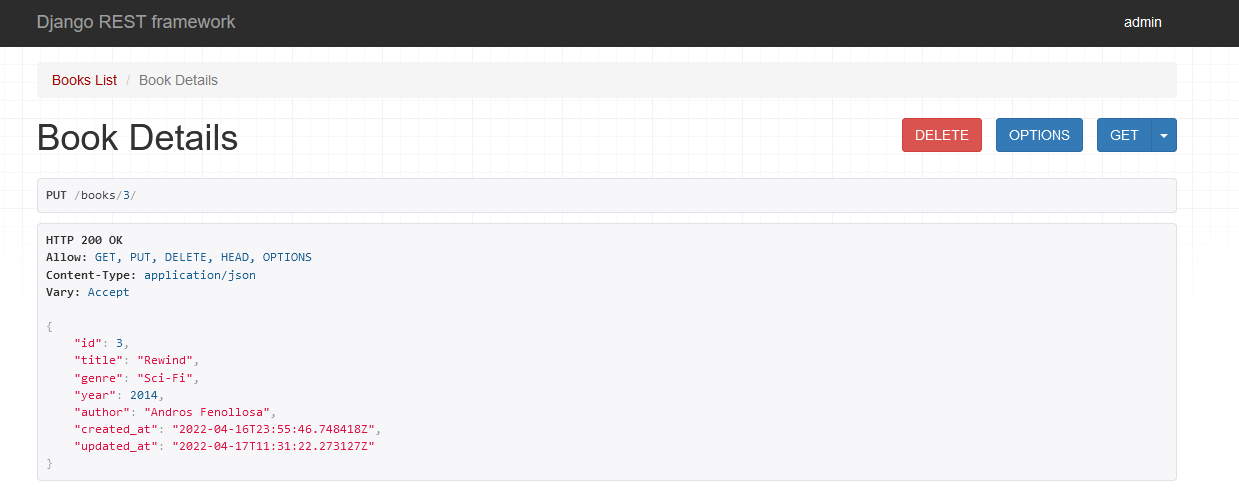 Django REST framework admin
Books List / Book Details
Book Details DELETE OPTIONS GET
PUT /books/3/
HTTP 200 OK
Allow: GET, PUT, DELETE, HEAD, OPTIONS
Content-Type: application/json
Vary: Accept
{
    "id": 3,
    "title": "Rewind",
    "genre": "Sci-Fi",
    "year": 2014,
    "author": "Andros Fenollosa",
    "created_at": "2022-04-16T23:55:46.748418Z",
    "updated_at": "2022-04-17T11:31:22.273127Z"
}